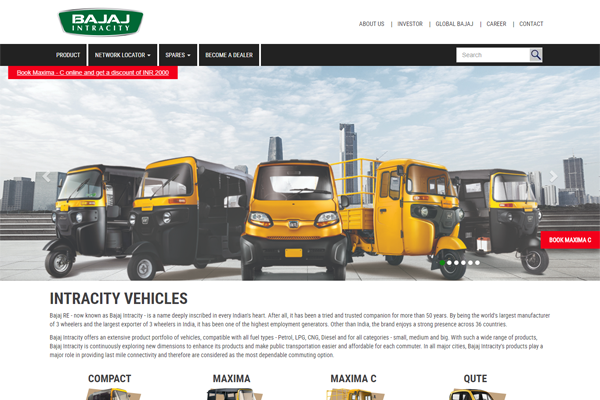 BAJAJ
INTRACITY
ABOUT US | INVESTOR | GLOBAL BAJAJ | CAREER | CONTACT
PRODUCT NETWORK LOCATOR SPARES BECOME A DEALER Search
Book Maxima - C online and get a discount of INR 2000
BOOK MAXIMA C
INTRACITY VEHICLES
Bajaj RE - now known as Bajaj Intracity - is a name deeply inscribed in every Indian's heart. After all, it has been a tried and trusted companion for more than 50 years. By being the world's largest manufacturer
of 3 wheelers and the largest exporter of 3 wheelers in India, it has been one of the highest employment generators. Other than India, the brand enjoys a strong presence across 36 countries.
Bajaj Intracity offers an extensive product portfolio of vehicles, compatible with all fuel types - Petrol, LPG, CNG, Diesel and for all categories - small, medium and big. With such a wide range of products,
Bajaj Intracity is continuously exploring new dimensions to enhance its products and make public transportation easier and affordable for each commuter. In all major cities, Bajaj Intracity's products play a
major role in providing last mile connectivity and therefore are considered as the most dependable commuting option.
COMPACT MAXIMA MAXIMA C QUTE